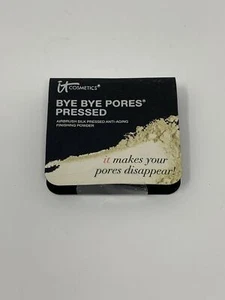 it COSMETICS®
BYE BYE PORES®
PRESSED
AIRBRUSH SILK PRESSED ANTI-AGING
FINISHING POWDER
it makes your
pores disappear!